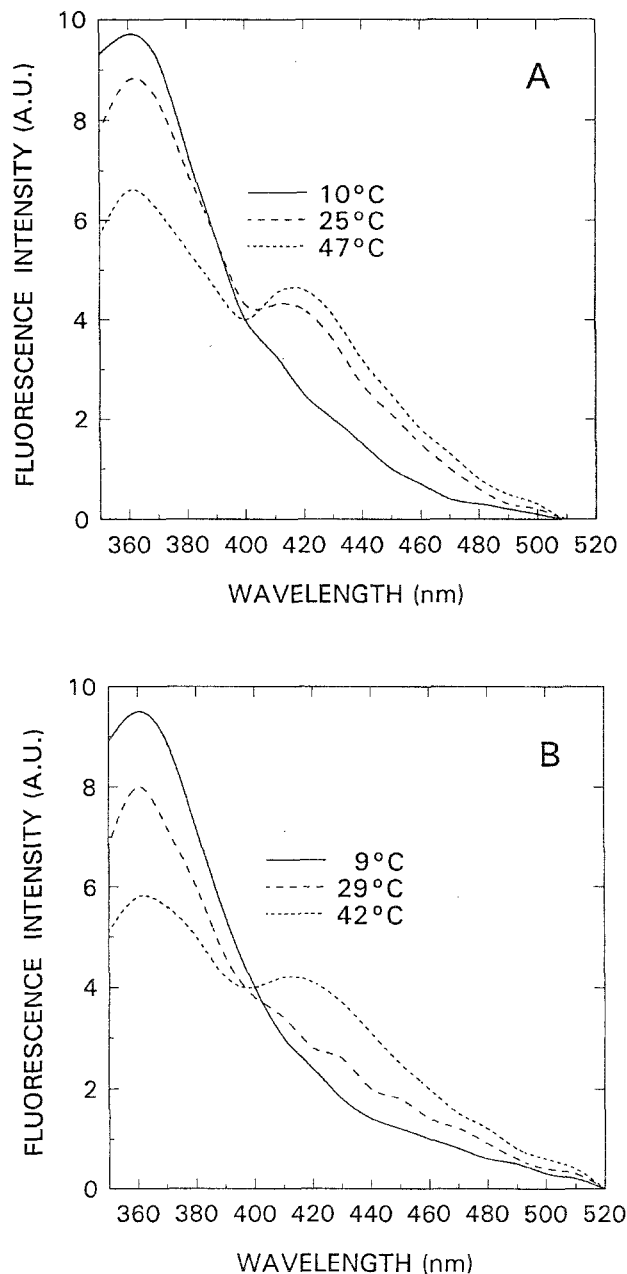 A
10
8
6
4
2
0
FLUORESCENCE INTENSITY (A.U.)
10°C
25°C
47°C
360 380 400 420 440 460 480 500 520
WAVELENGTH (nm)
B
10
8
6
4
2
0
FLUORESCENCE INTENSITY (A.U.)
9°C
29°C
42°C
360 380 400 420 440 460 480 500 520
WAVELENGTH (nm)